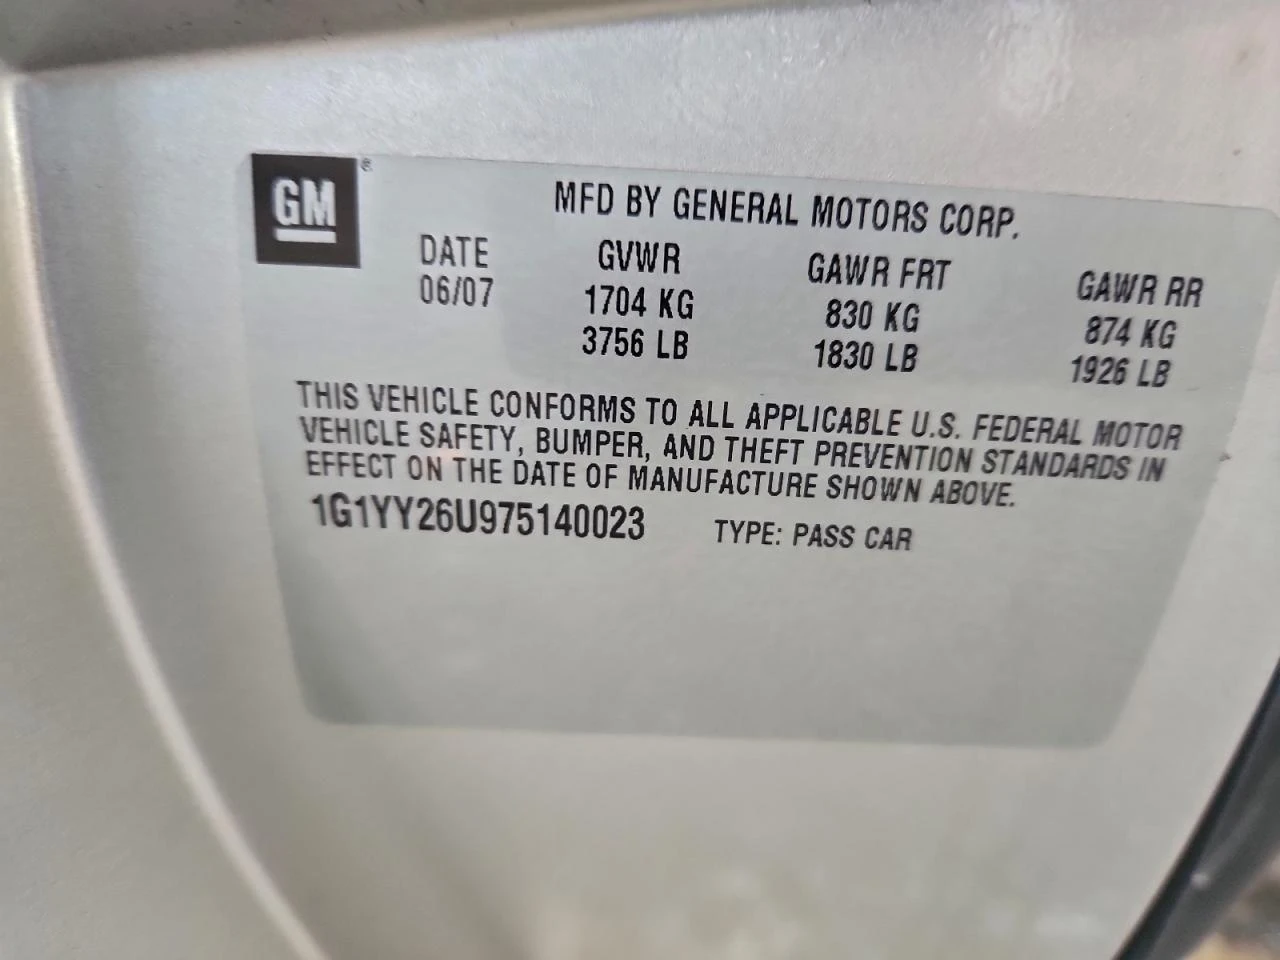 GM ®
MFD BY GENERAL MOTORS CORP.
DATE GVWR GAWR FRT GAWR RR
06/07 1704 KG 830 KG 874 KG
3756 LB 1830 LB 1926 LB
THIS VEHICLE CONFORMS TO ALL APPLICABLE U.S. FEDERAL MOTOR
VEHICLE SAFETY, BUMPER, AND THEFT PREVENTION STANDARDS IN
EFFECT ON THE DATE OF MANUFACTURE SHOWN ABOVE.
1G1YY26U975140023 TYPE: PASS CAR